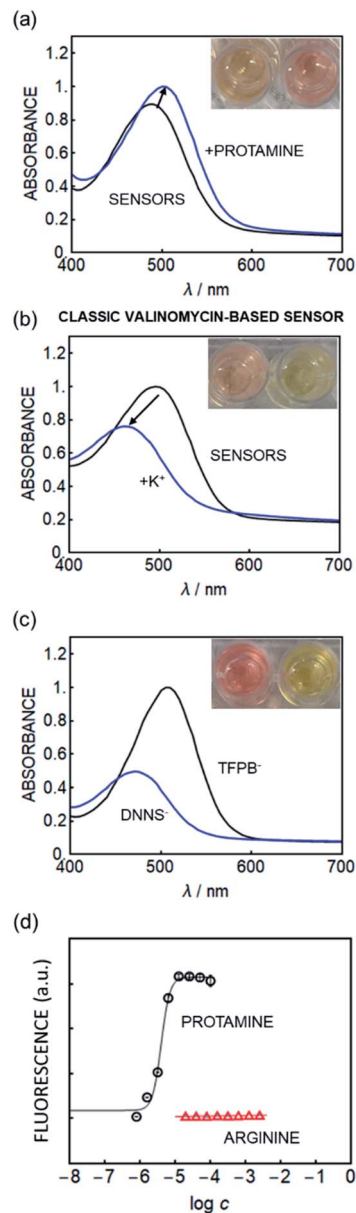 (a)
ABSORBANCE
1.2
1.
0.8
0.6
0.4
0.2
0
+PROTAMINE
SENSORS
400 500 600 700
λ / nm
(b) CLASSIC VALINOMYCIN-BASED SENSOR
ABSORBANCE
1.2
1.
0.8
0.6
0.4
0.2
0.
SENSORS
+K⁺
400 500 600 700
λ / nm
(c)
ABSORBANCE
1.2
1.
0.8
0.6
0.4
0.2
0.
TFPB⁻
DNNS⁻
400 500 600 700
λ / nm
(d)
FLUORESCENCE (a.u.)
PROTAMINE
ARGININE
−8 −7 −6 −5 −4 −3 −2 −1 0
log c